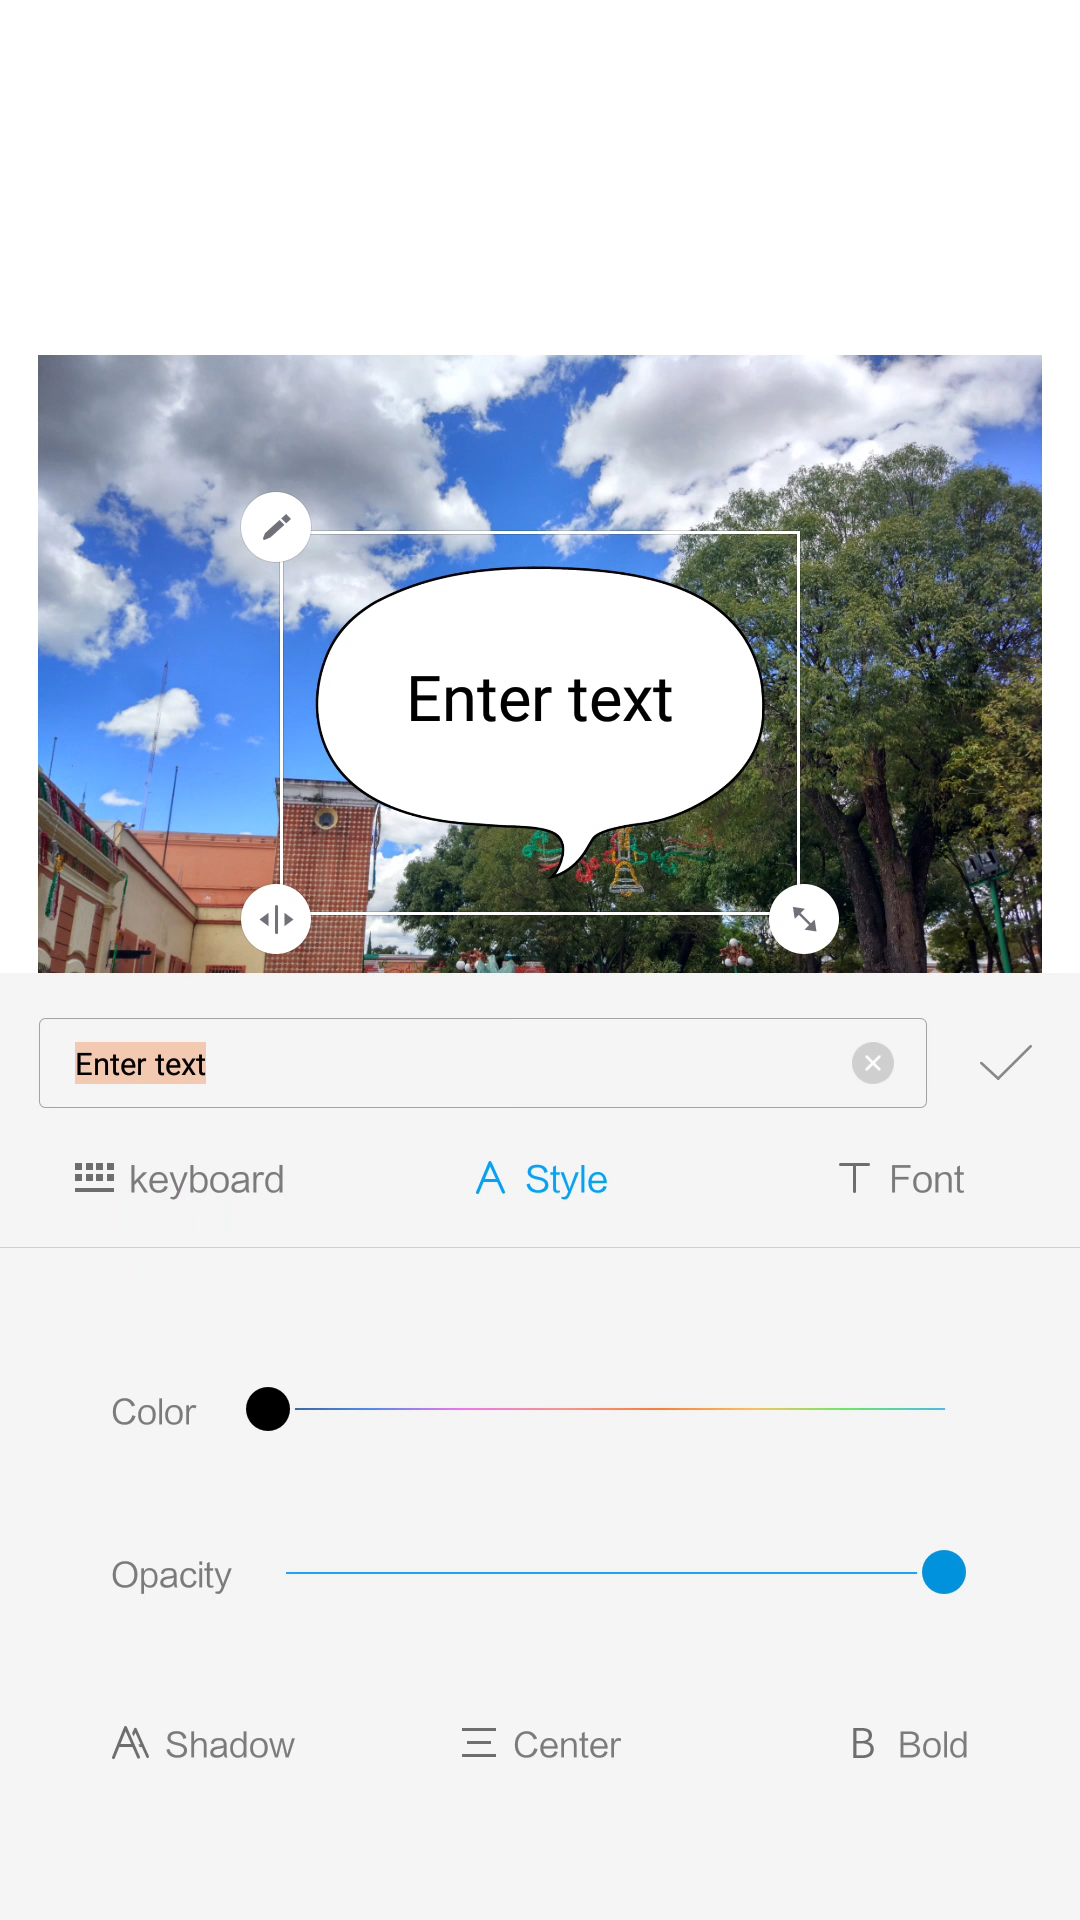 Enter text
Enter text
keyboard
Style
Font
Color
Opacity
Shadow
Center
B Bold